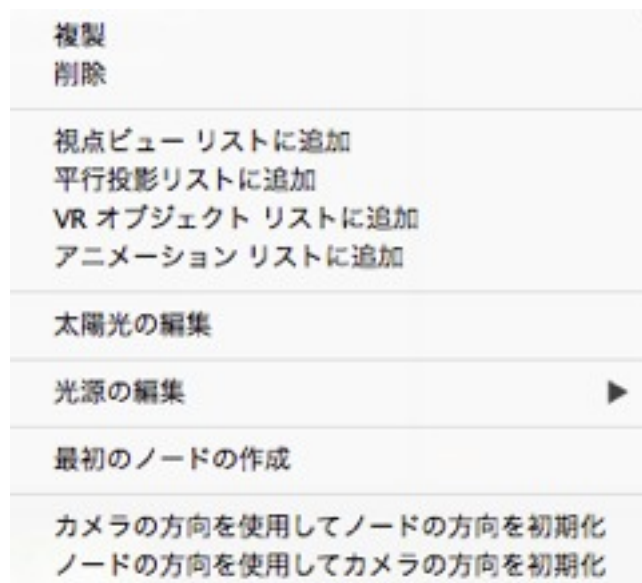 複製
削除
視点ビュー リストに追加
平行投影リストに追加
VR オブジェクト リストに追加
アニメーション リストに追加
太陽光の編集
光源の編集
最初のノードの作成
カメラの方向を使用してノードの方向を初期化
ノードの方向を使用してカメラの方向を初期化